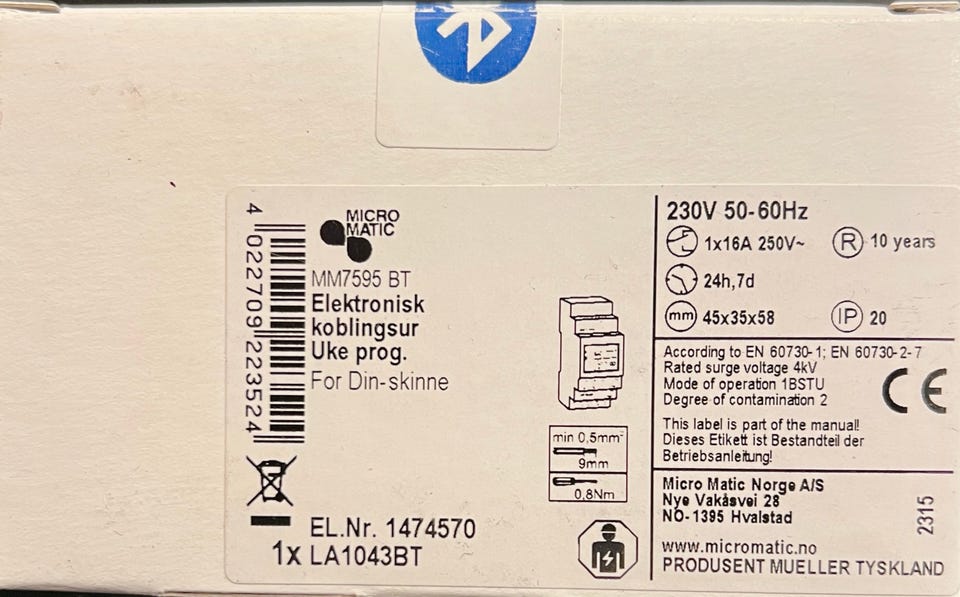 4 022709 223524
MICRO
MATIC
MM7595 BT
Elektronisk
koblingsur
Uke prog.
For Din-skinne
EL.Nr. 1474570
1x LA1043BT
min 0,5mm²
9mm
0,8Nm
230V 50-60Hz
1x16A 250V~
R 10 years
24h,7d
mm 45x35x58
IP 20
According to EN 60730-1; EN 60730-2-7
Rated surge voltage 4kV
Mode of operation 1BSTU
Degree of contamination 2
CE
This label is part of the manual!
Dieses Etikett ist Bestandteil der
Betriebsanleitung!
Micro Matic Norge A/S
Nye Vakåsvei 28
NO-1395 Hvalstad
2315
www.micromatic.no
PRODUSENT MUELLER TYSKLAND